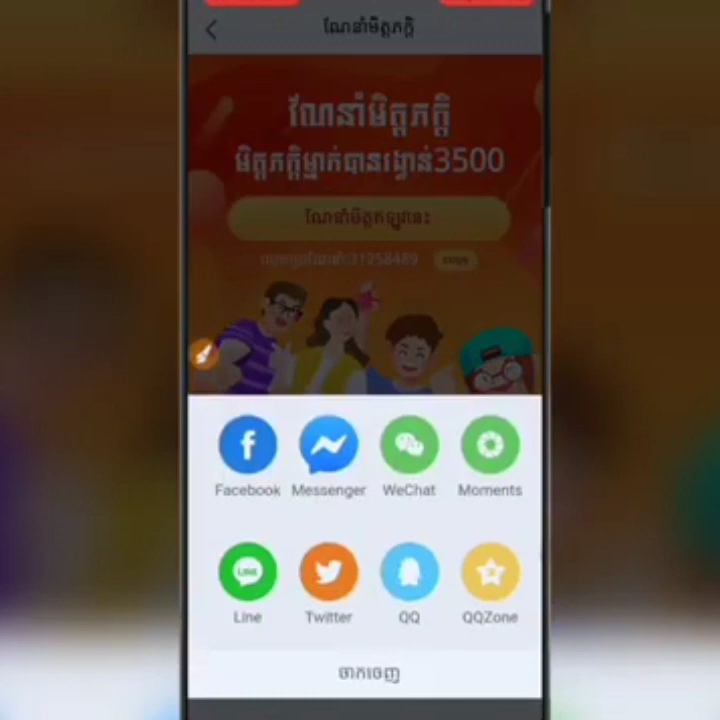 ណែនាំមិត្តភក្តិ
ណែនាំមិត្តភក្តិ
មិត្តភក្តិម្នាក់បានរង្វាន់3500
ណែនាំមិត្តឥឡូវនេះ
Facebook Messenger WeChat Moments
LINE
Line Twitter QQ QQZone
ចាកចេញ